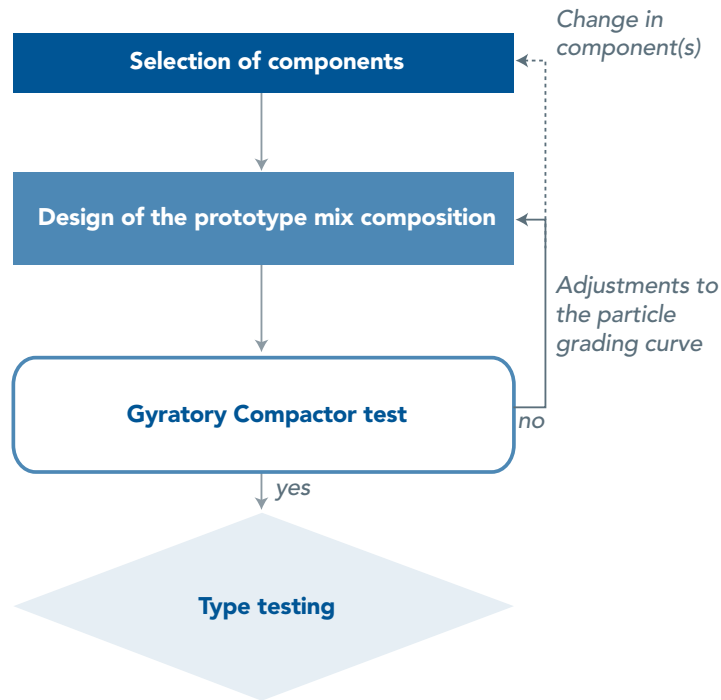 Change in
component(s)
Selection of components
Design of the prototype mix composition
Adjustments to
the particle
grading curve
Gyratory Compactor test
no
yes
Type testing